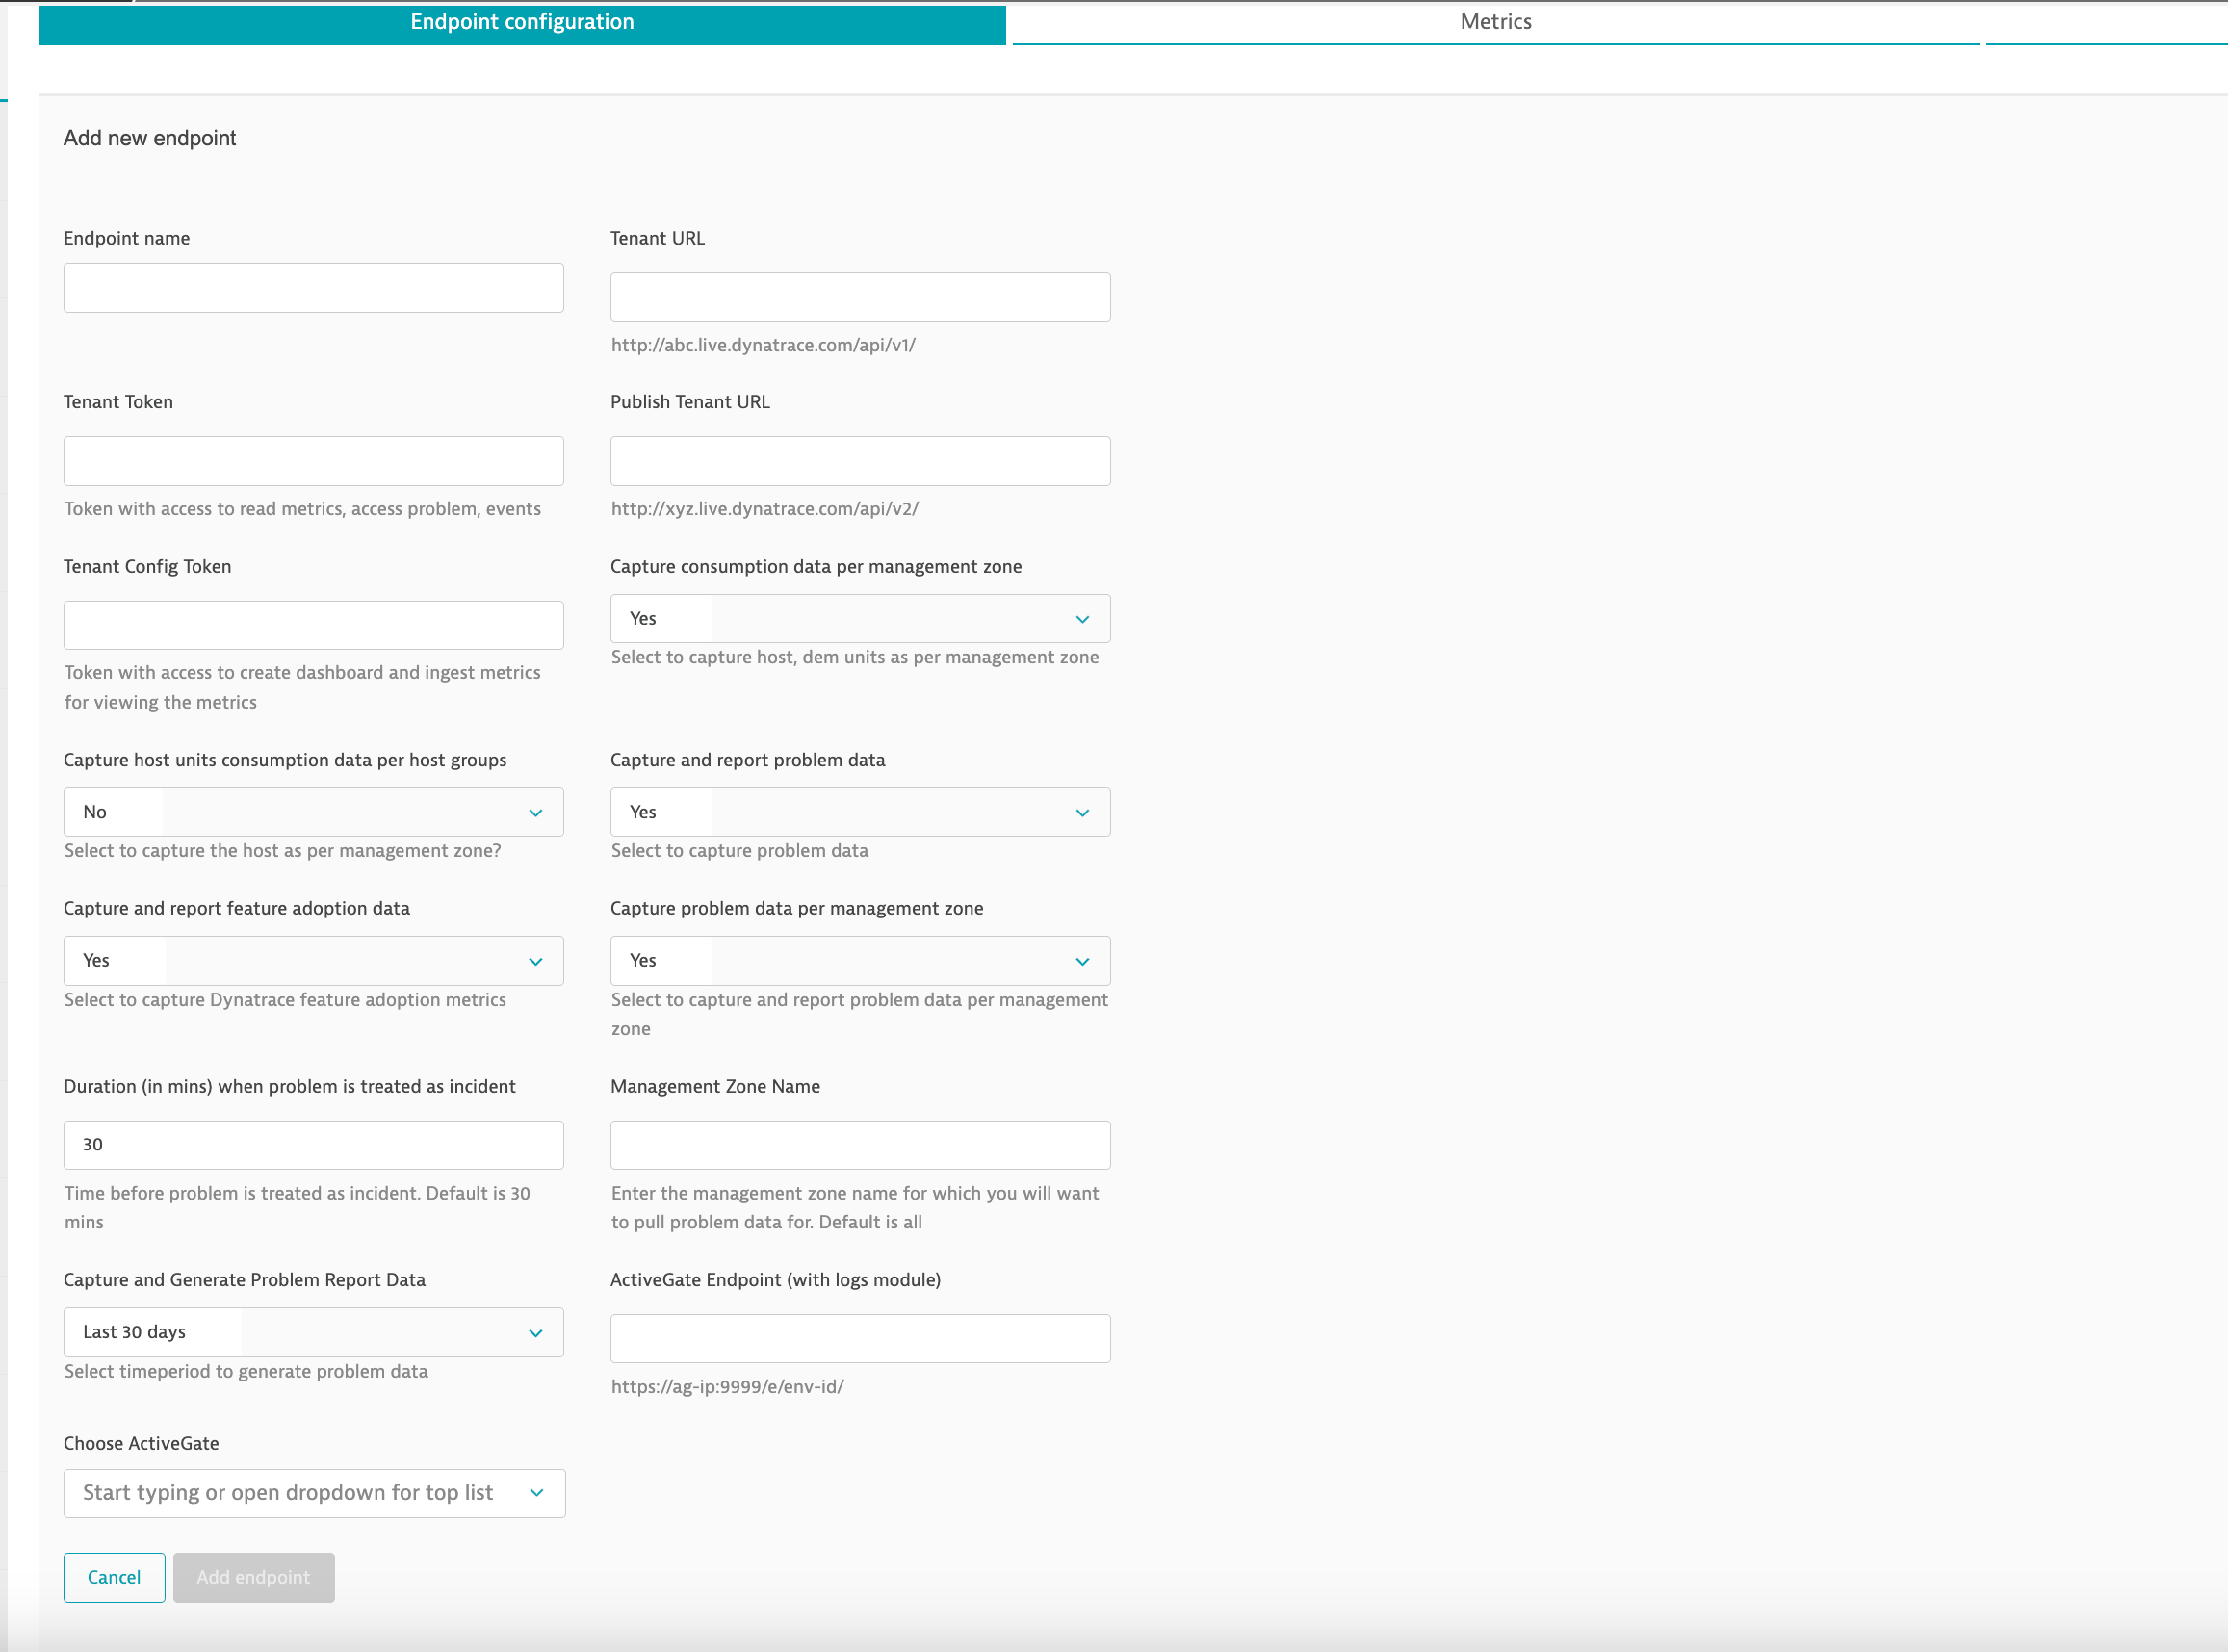 Endpoint configuration
Metrics
Add new endpoint
Endpoint name
Tenant URL
http://abc.live.dynatrace.com/api/v1/
Tenant Token
Publish Tenant URL
Token with access to read metrics, access problem, events
http://xyz.live.dynatrace.com/api/v2/
Tenant Config Token
Capture consumption data per management zone
Yes
Token with access to create dashboard and ingest metrics
for viewing the metrics
Select to capture host, dem units as per management zone
Capture host units consumption data per host groups
Capture and report problem data
No
Yes
Select to capture the host as per management zone?
Select to capture problem data
Capture and report feature adoption data
Capture problem data per management zone
Yes
Yes
Select to capture Dynatrace feature adoption metrics
Select to capture and report problem data per management
zone
Duration (in mins) when problem is treated as incident
Management Zone Name
30
Time before problem is treated as incident. Default is 30
mins
Enter the management zone name for which you will want
to pull problem data for. Default is all
Capture and Generate Problem Report Data
ActiveGate Endpoint (with logs module)
Last 30 days
Select timeperiod to generate problem data
https://ag-ip:9999/e/env-id/
Choose ActiveGate
Start typing or open dropdown for top list
Cancel
Add endpoint